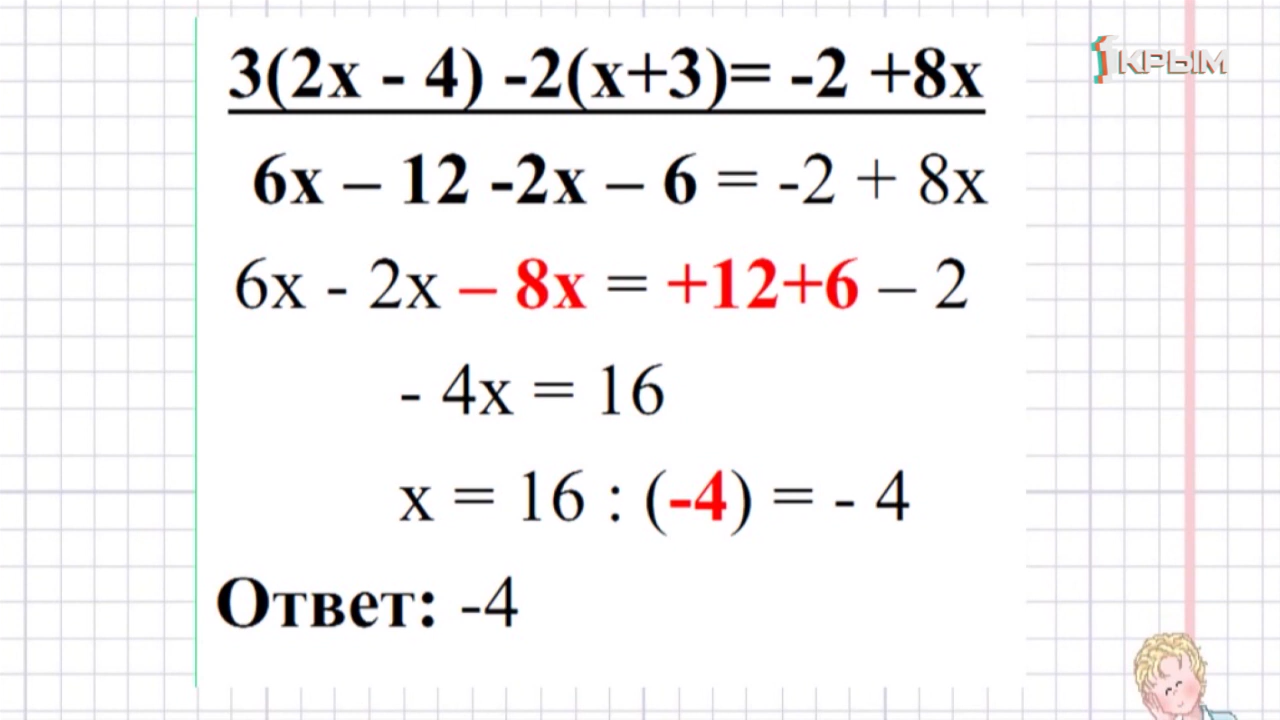 3(2x - 4) -2(x+3)= -2 +8x
1КРЫМ
6x – 12 -2x – 6 = -2 + 8x
6x - 2x – 8x = +12+6 – 2
- 4x = 16
x = 16 : (-4) = - 4
Ответ: -4